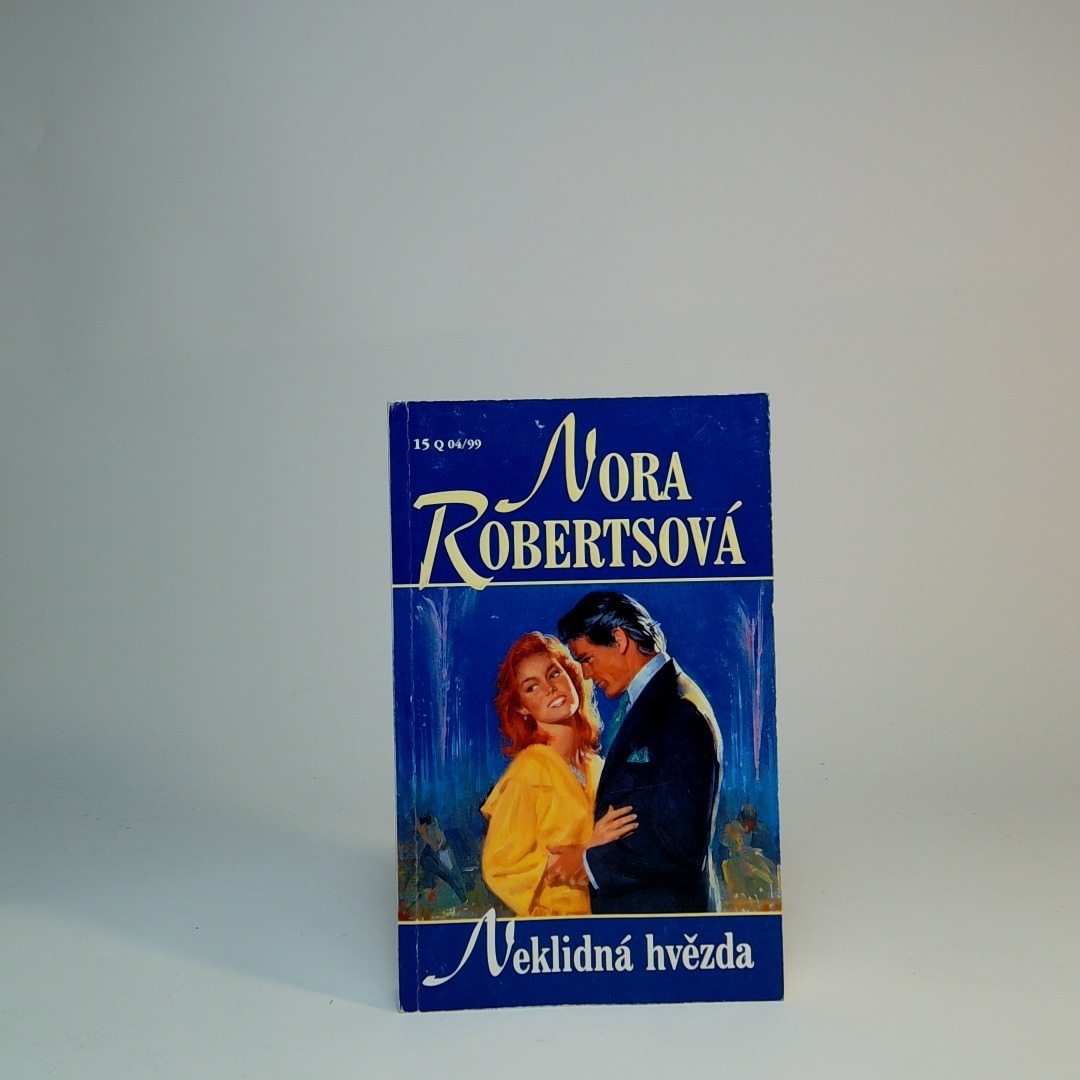 15 Q 04/99
Nora
Robertsová
Neklidná hvězda